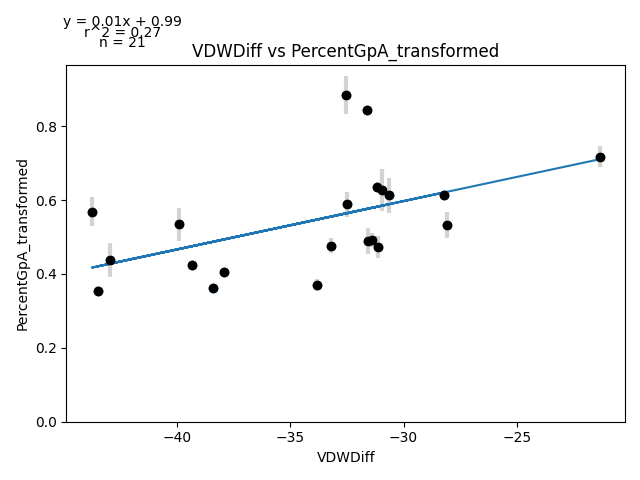 y = 0.01x + 0.99
r^2 = 0.27
n = 21
VDWDiff vs PercentGpA_transformed
PercentGpA_transformed
0.8
0.6
0.4
0.2
0.0
−40
−35
−30
−25
VDWDiff